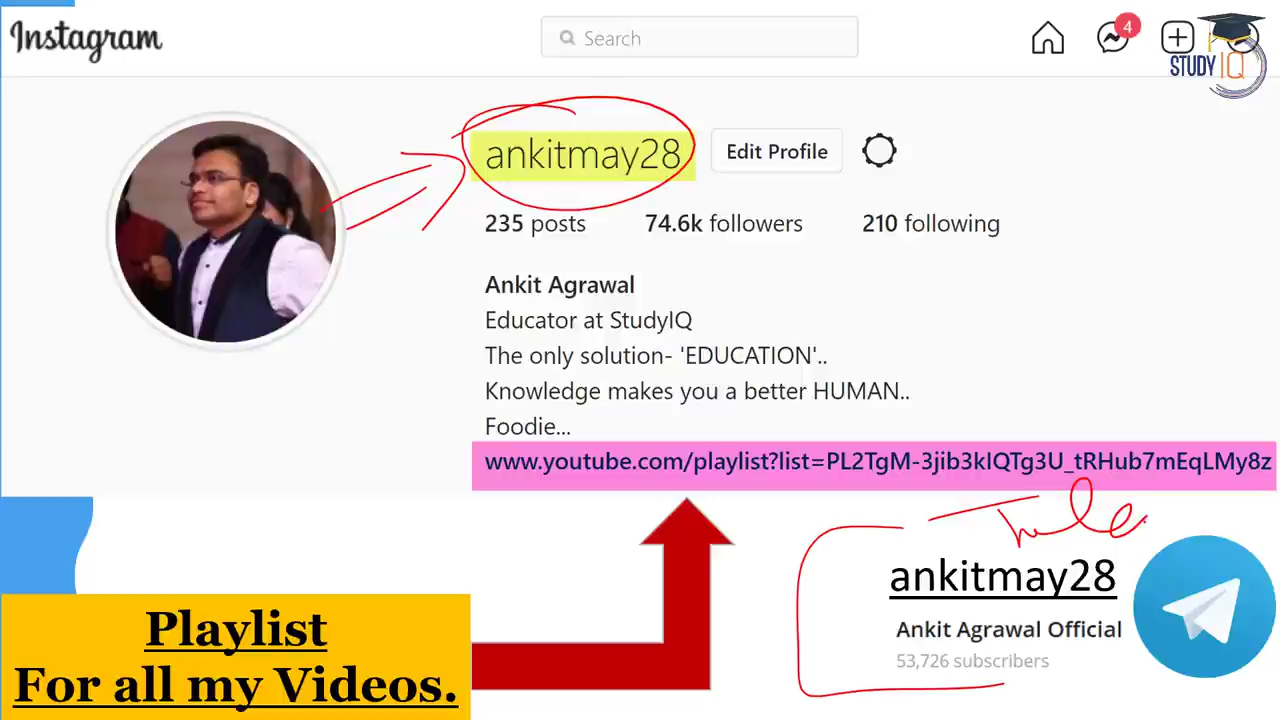 Instagram
Search
4
STUDY IQ
ankitmay28
Edit Profile
235 posts 74.6k followers 210 following
Ankit Agrawal
Educator at StudyIQ
The only solution- 'EDUCATION'..
Knowledge makes you a better HUMAN..
Foodie...
www.youtube.com/playlist?list=PL2TgM-3jib3kIQTg3U_tRHub7mEqLMy8z
Tele
ankitmay28
Ankit Agrawal Official
53,726 subscribers
Playlist
For all my Videos.